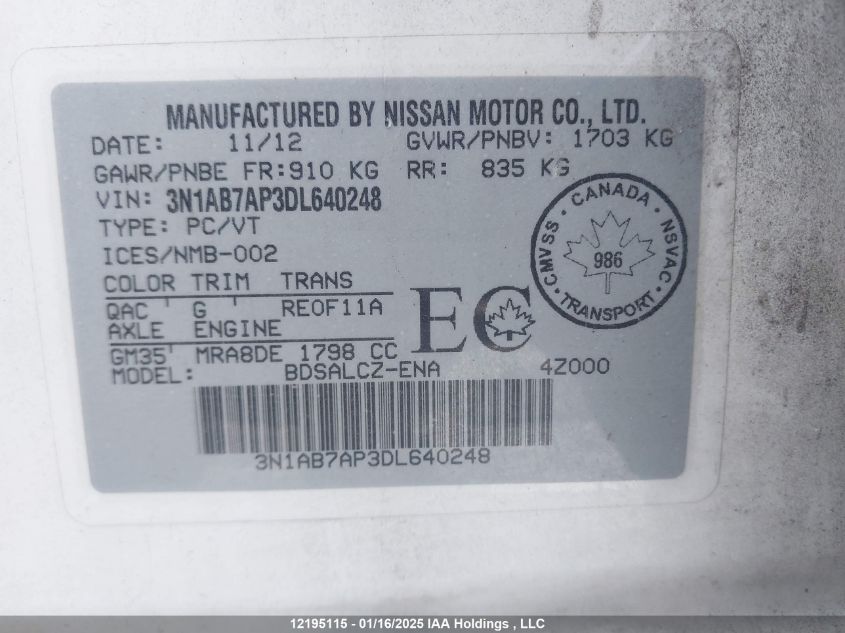 MANUFACTURED BY NISSAN MOTOR CO., LTD.
DATE: 11/12 GVWR/PNBV: 1703 KG
GAWR/PNBE FR:910 KG RR: 835 KG
VIN: 3N1AB7AP3DL640248
TYPE: PC/VT
ICES/NMB-002
COLOR TRIM TRANS
QAC ' G ' RE0F11A
AXLE ENGINE
GM35' MRA8DE 1798 CC
MODEL: BDSALCZ-ENA 4Z000
3N1AB7AP3DL640248
EC
· CANADA · NSVAC · TRANSPORT · CMVSS
986
12195115 - 01/16/2025 IAA Holdings , LLC